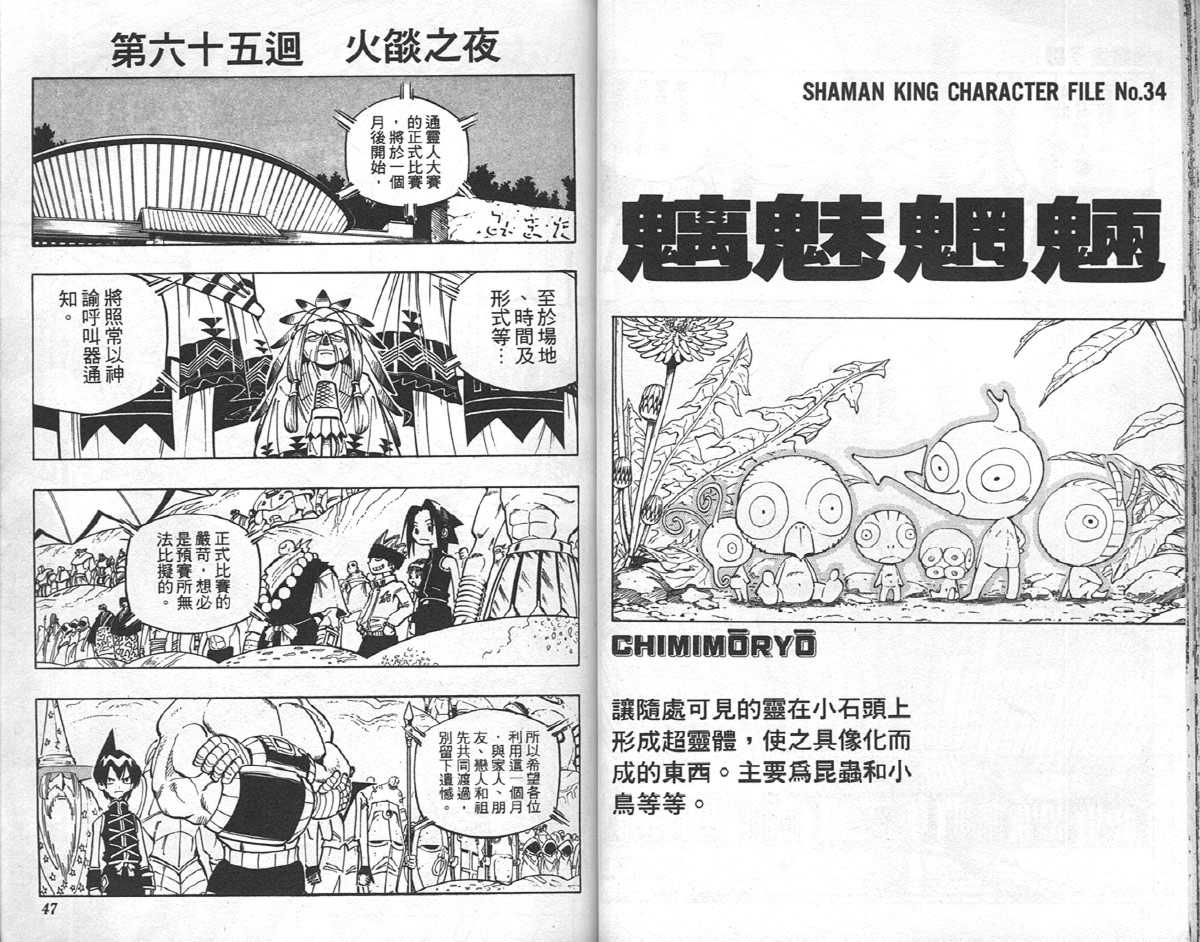 SHAMAN KING CHARACTER FILE No.34
魑魅魍魎
CHIMIMŌRYŌ
讓隨處可見的靈在小石頭上
形成超靈體，使之具像化而
成的東西。主要爲昆蟲和小
鳥等等。
第六十五迴　火燄之夜
通靈人大賽
的正式比賽
，將於一個
月後開始，
至於場地
、時間及
形式等…
將照常以神
諭呼叫器通
知。
正式比賽的
嚴苛，想必
是預賽所無
法比擬的。
所以希望各位
利用這一個月
，與家人、朋
友、戀人和祖
先共同渡過，
別留下遺憾。
47